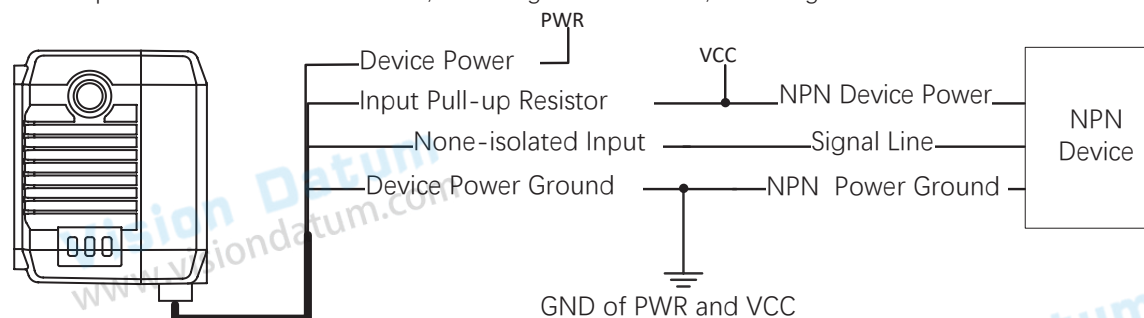 PWR
Device Power
VCC
Input Pull-up Resistor NPN Device Power
NPN
Device
None-isolated Input Signal Line
Device Power Ground NPN Power Ground
GND of PWR and VCC
Vision Datum
www.visiondatum.com